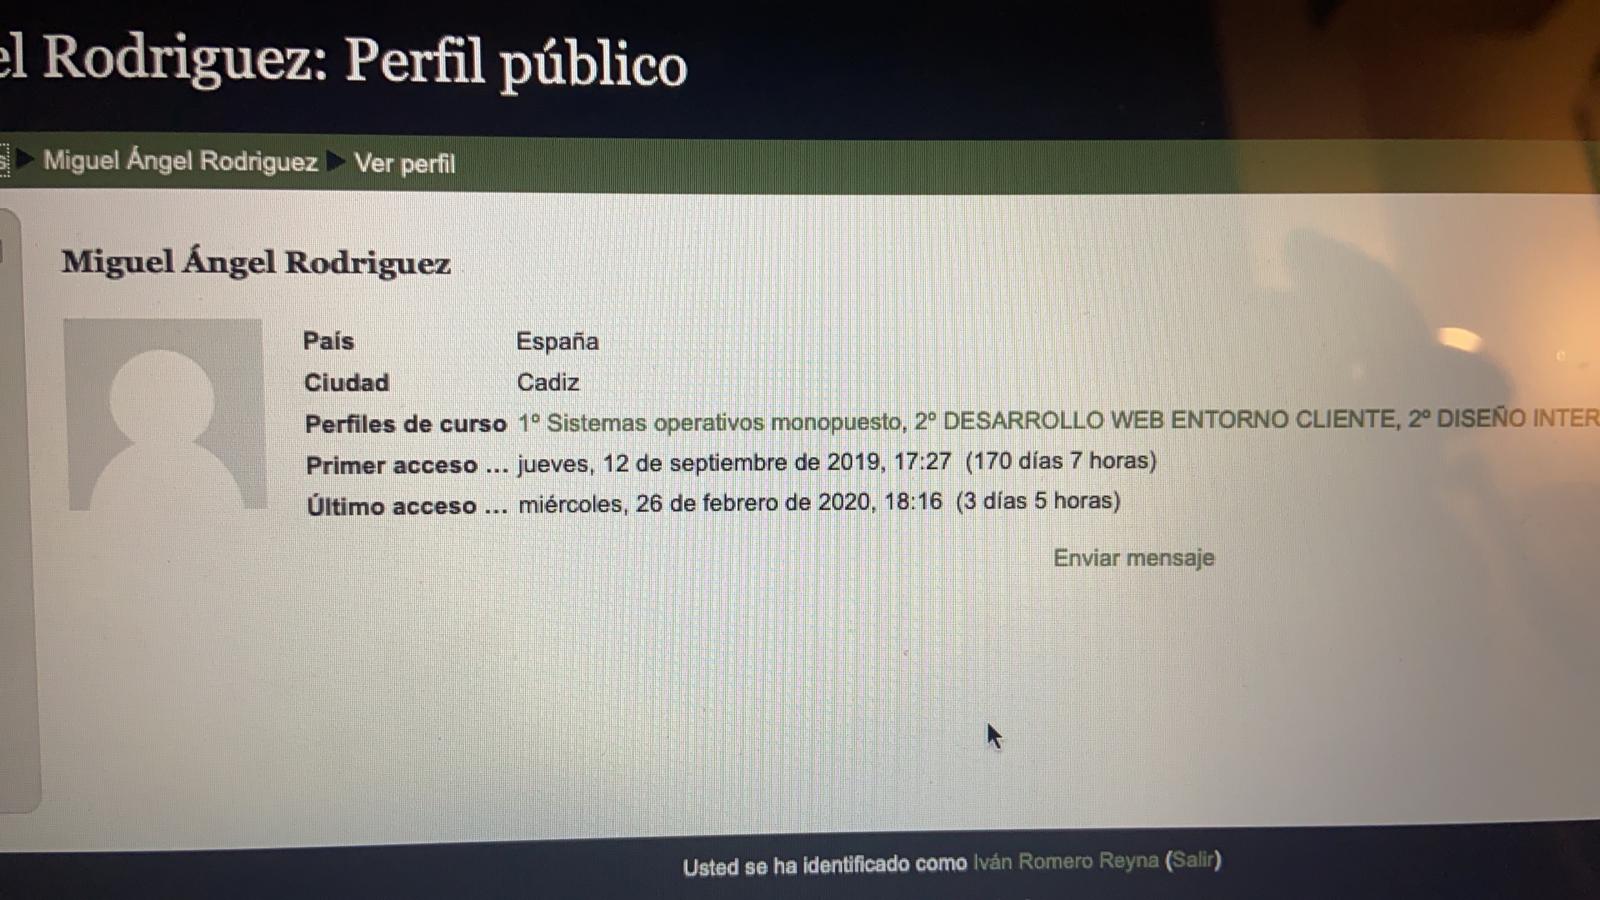 el Rodriguez: Perfil público
Miguel Ángel Rodriguez ► Ver perfil
Miguel Ángel Rodriguez
País España
Ciudad Cadiz
Perfiles de curso 1º Sistemas operativos monopuesto, 2º DESARROLLO WEB ENTORNO CLIENTE, 2º DISEÑO INTER
Primer acceso ... jueves, 12 de septiembre de 2019, 17:27 (170 días 7 horas)
Último acceso ... miércoles, 26 de febrero de 2020, 18:16 (3 días 5 horas)
Enviar mensaje
Usted se ha identificado como Iván Romero Reyna (Salir)